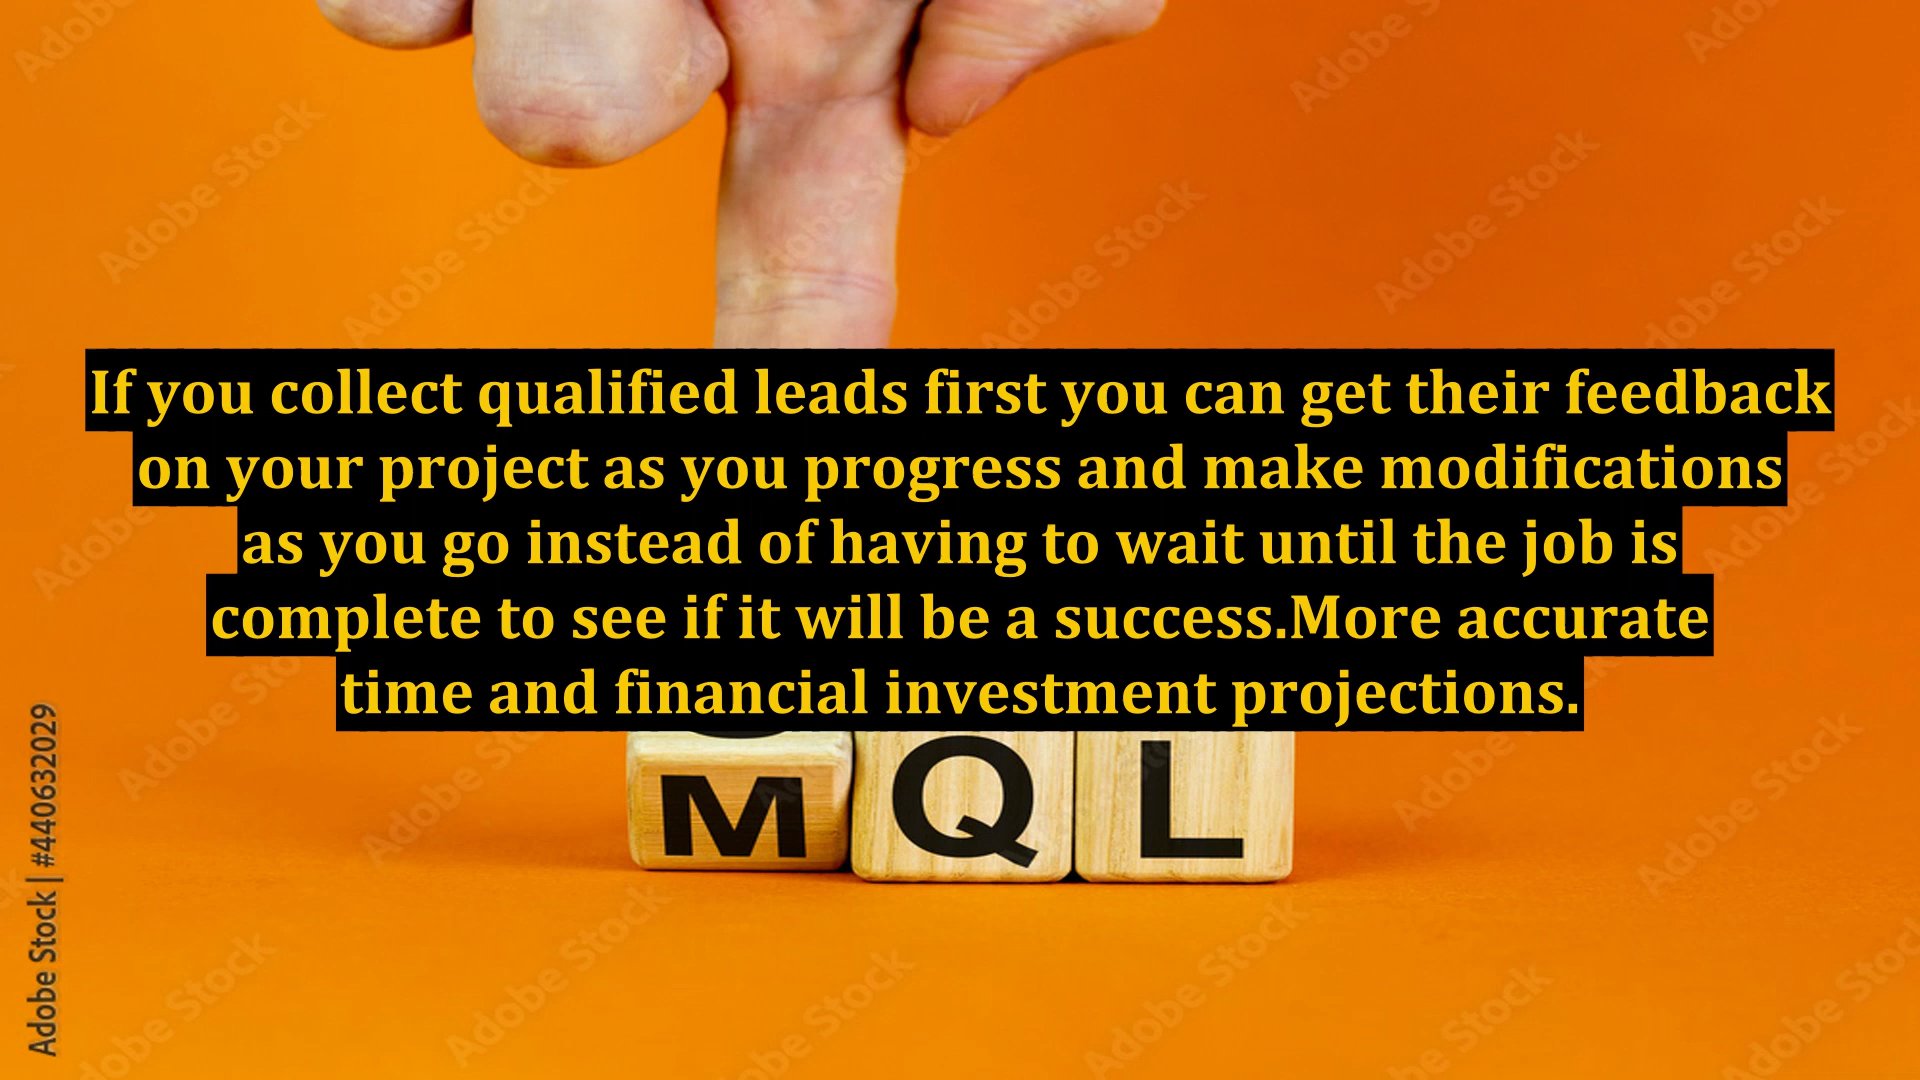 If you collect qualified leads first you can get their feedback
on your project as you progress and make modifications
as you go instead of having to wait until the job is
complete to see if it will be a success.More accurate
time and financial investment projections.
M Q L
Adobe Stock | #440632029
Adobe Stock